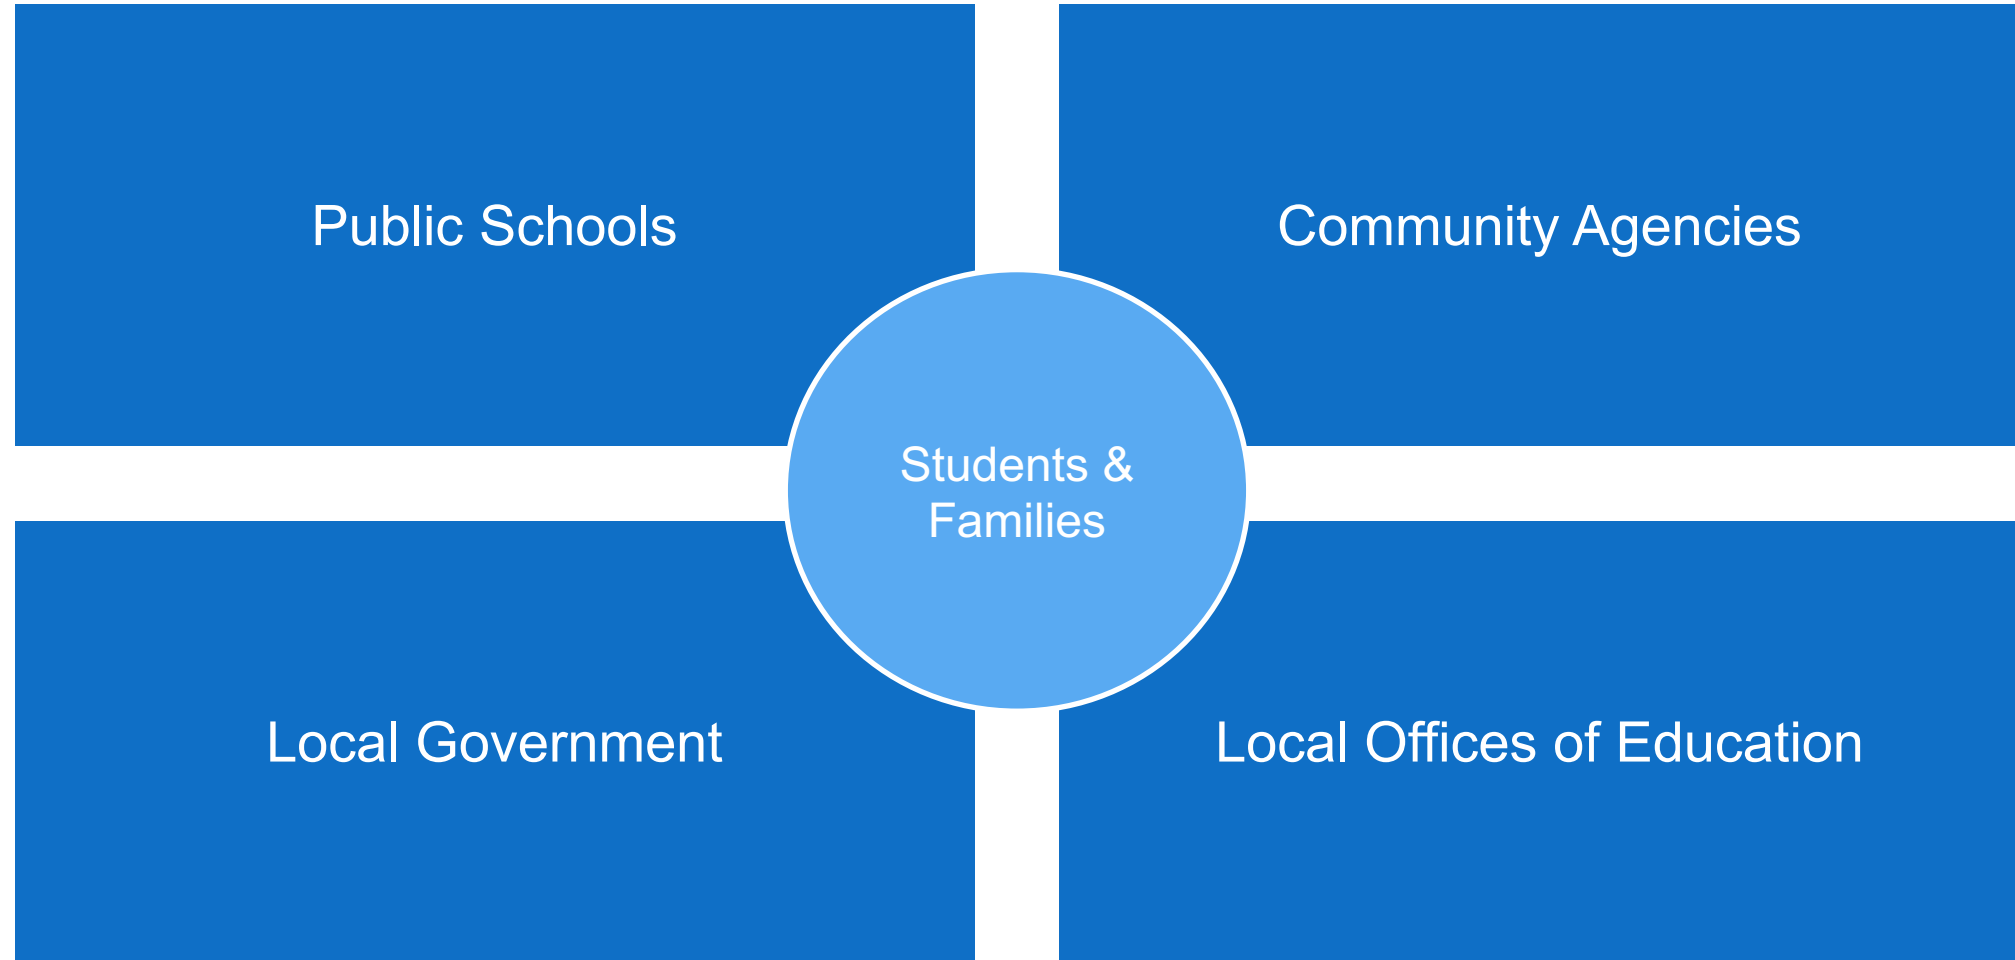 Public Schools
Community Agencies
Students &
Families
Local Government
Local Offices of Education